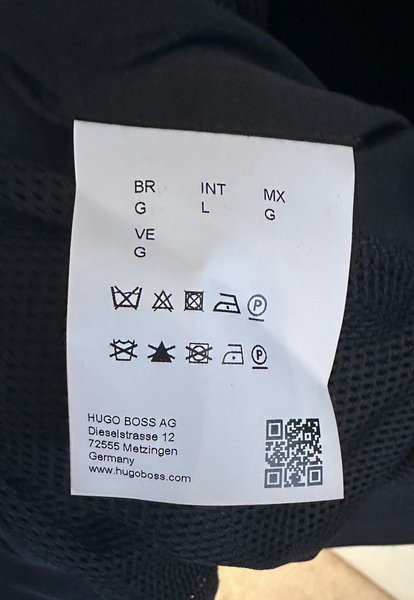 BR INT MX
G L G
VE
G
P
P
HUGO BOSS AG
Dieselstrasse 12
72555 Metzingen
Germany
www.hugoboss.com